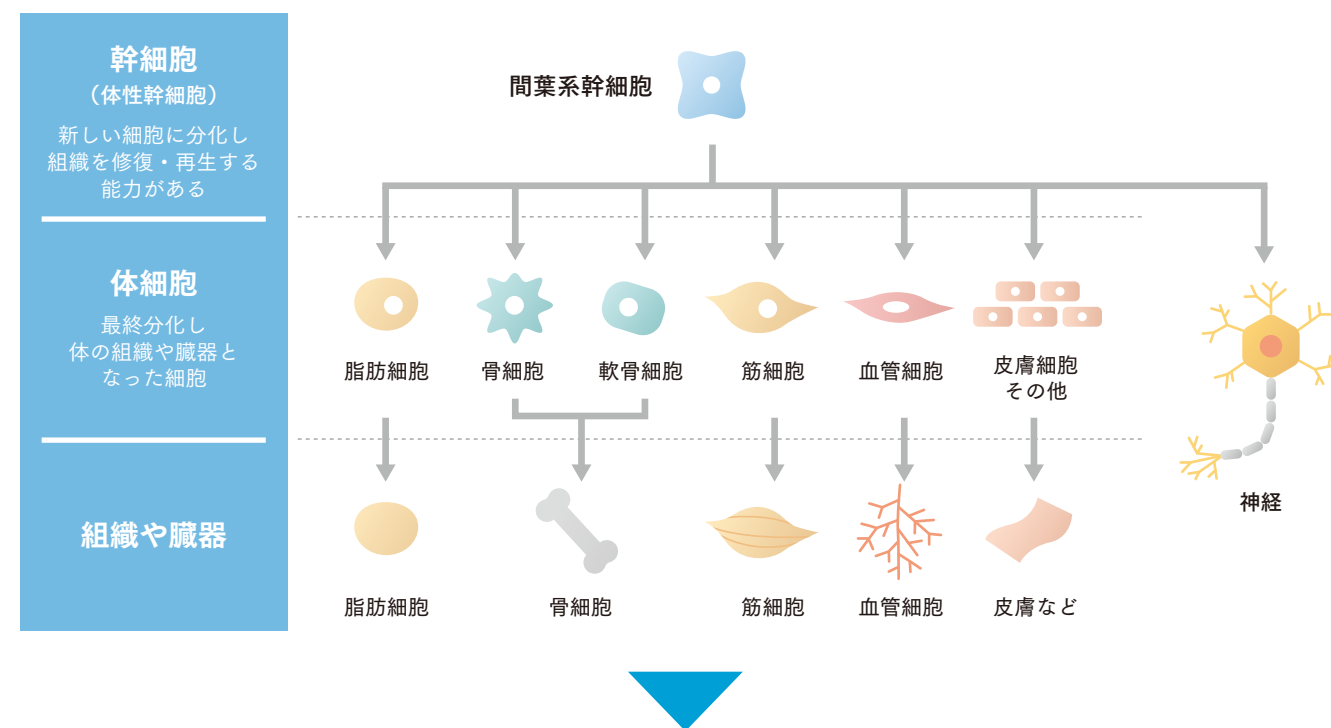 幹細胞
（体性幹細胞）
新しい細胞に分化し
組織を修復・再生する
能力がある
間葉系幹細胞
体細胞
最終分化し
体の組織や臓器と
なった細胞
脂肪細胞
骨細胞
軟骨細胞
筋細胞
血管細胞
皮膚細胞
その他
神経
組織や臓器
脂肪細胞
骨細胞
筋細胞
血管細胞
皮膚など